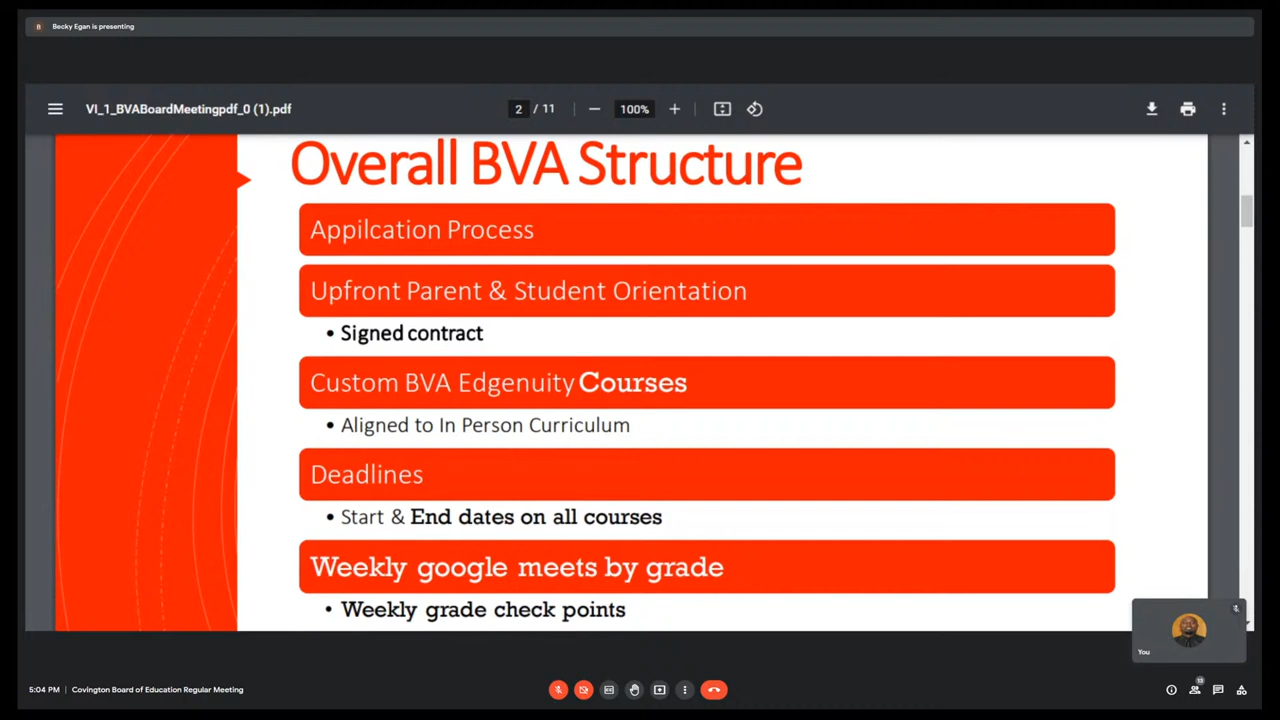 B Becky Egan is presenting
VI_1_BVABoardMeetingpdf_0 (1).pdf 2 / 11 100%
Overall BVA Structure
Appilcation Process
Upfront Parent & Student Orientation
• Signed contract
Custom BVA Edgenuity Courses
• Aligned to In Person Curriculum
Deadlines
• Start & End dates on all courses
Weekly google meets by grade
• Weekly grade check points
You
5:04 PM | Covington Board of Education Regular Meeting 13